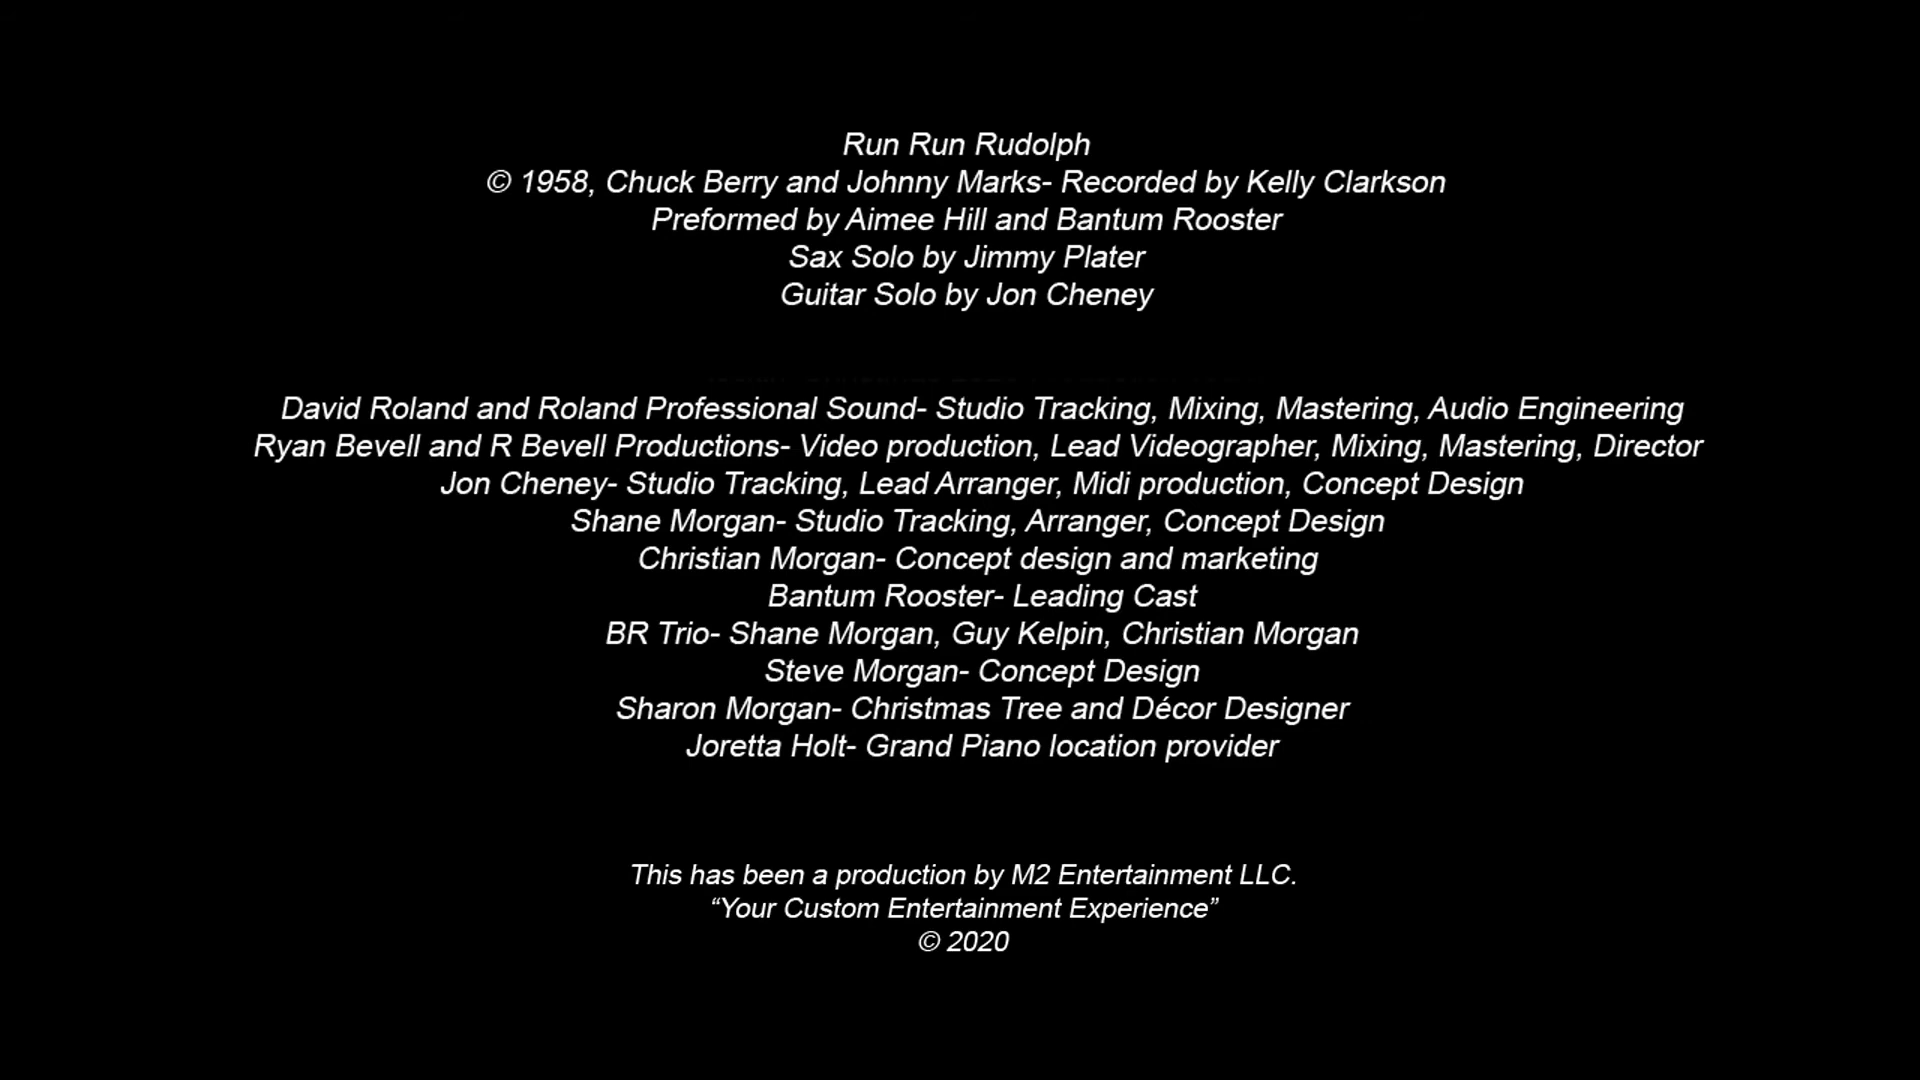 Run Run Rudolph
© 1958, Chuck Berry and Johnny Marks- Recorded by Kelly Clarkson
Preformed by Aimee Hill and Bantum Rooster
Sax Solo by Jimmy Plater
Guitar Solo by Jon Cheney
David Roland and Roland Professional Sound- Studio Tracking, Mixing, Mastering, Audio Engineering
Ryan Bevell and R Bevell Productions- Video production, Lead Videographer, Mixing, Mastering, Director
Jon Cheney- Studio Tracking, Lead Arranger, Midi production, Concept Design
Shane Morgan- Studio Tracking, Arranger, Concept Design
Christian Morgan- Concept design and marketing
Bantum Rooster- Leading Cast
BR Trio- Shane Morgan, Guy Kelpin, Christian Morgan
Steve Morgan- Concept Design
Sharon Morgan- Christmas Tree and Décor Designer
Joretta Holt- Grand Piano location provider
This has been a production by M2 Entertainment LLC.
“Your Custom Entertainment Experience”
© 2020